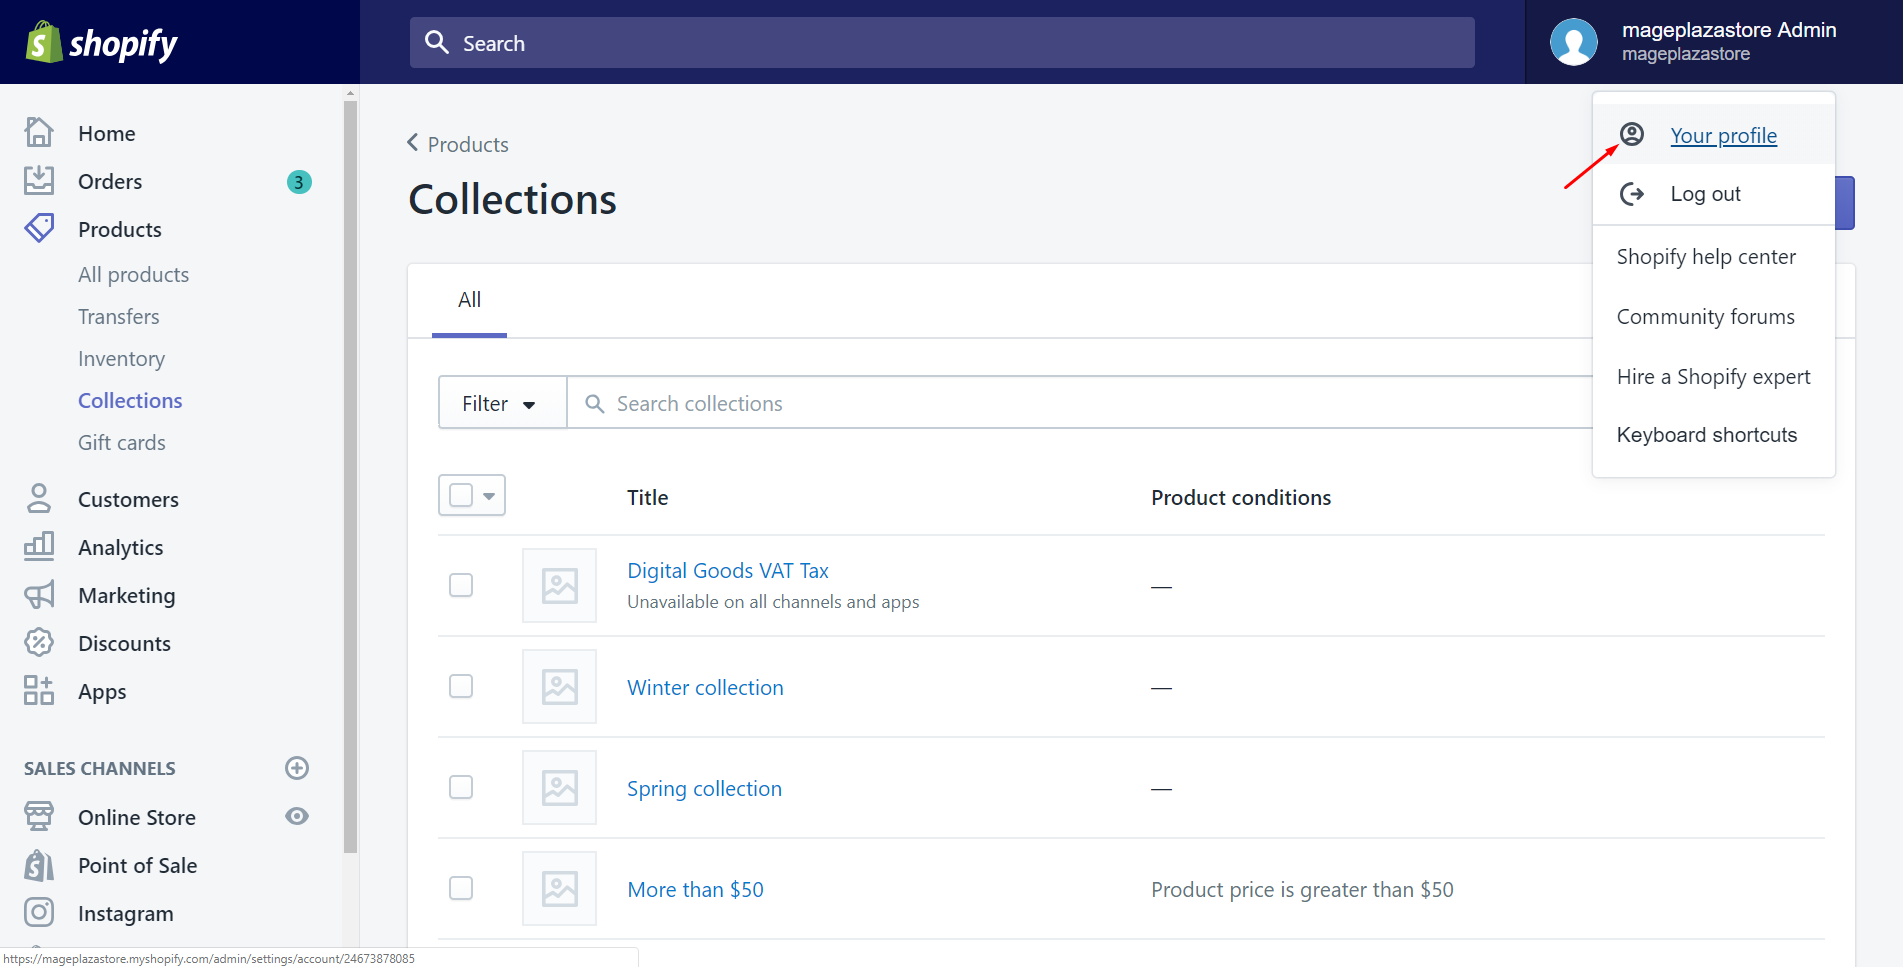 shopify
Search
mageplazastore Admin
mageplazastore
Home
Orders
3
Products
All products
Transfers
Inventory
Collections
Gift cards
Customers
Analytics
Marketing
Discounts
Apps
SALES CHANNELS
Online Store
Point of Sale
Instagram
Products
Collections
Your profile
Log out
Shopify help center
Community forums
Hire a Shopify expert
Keyboard shortcuts
All
Filter
Search collections
Title
Product conditions
Digital Goods VAT Tax
Unavailable on all channels and apps
—
Winter collection
—
Spring collection
—
More than $50
Product price is greater than $50
https://mageplazastore.myshopify.com/admin/settings/account/24673878085